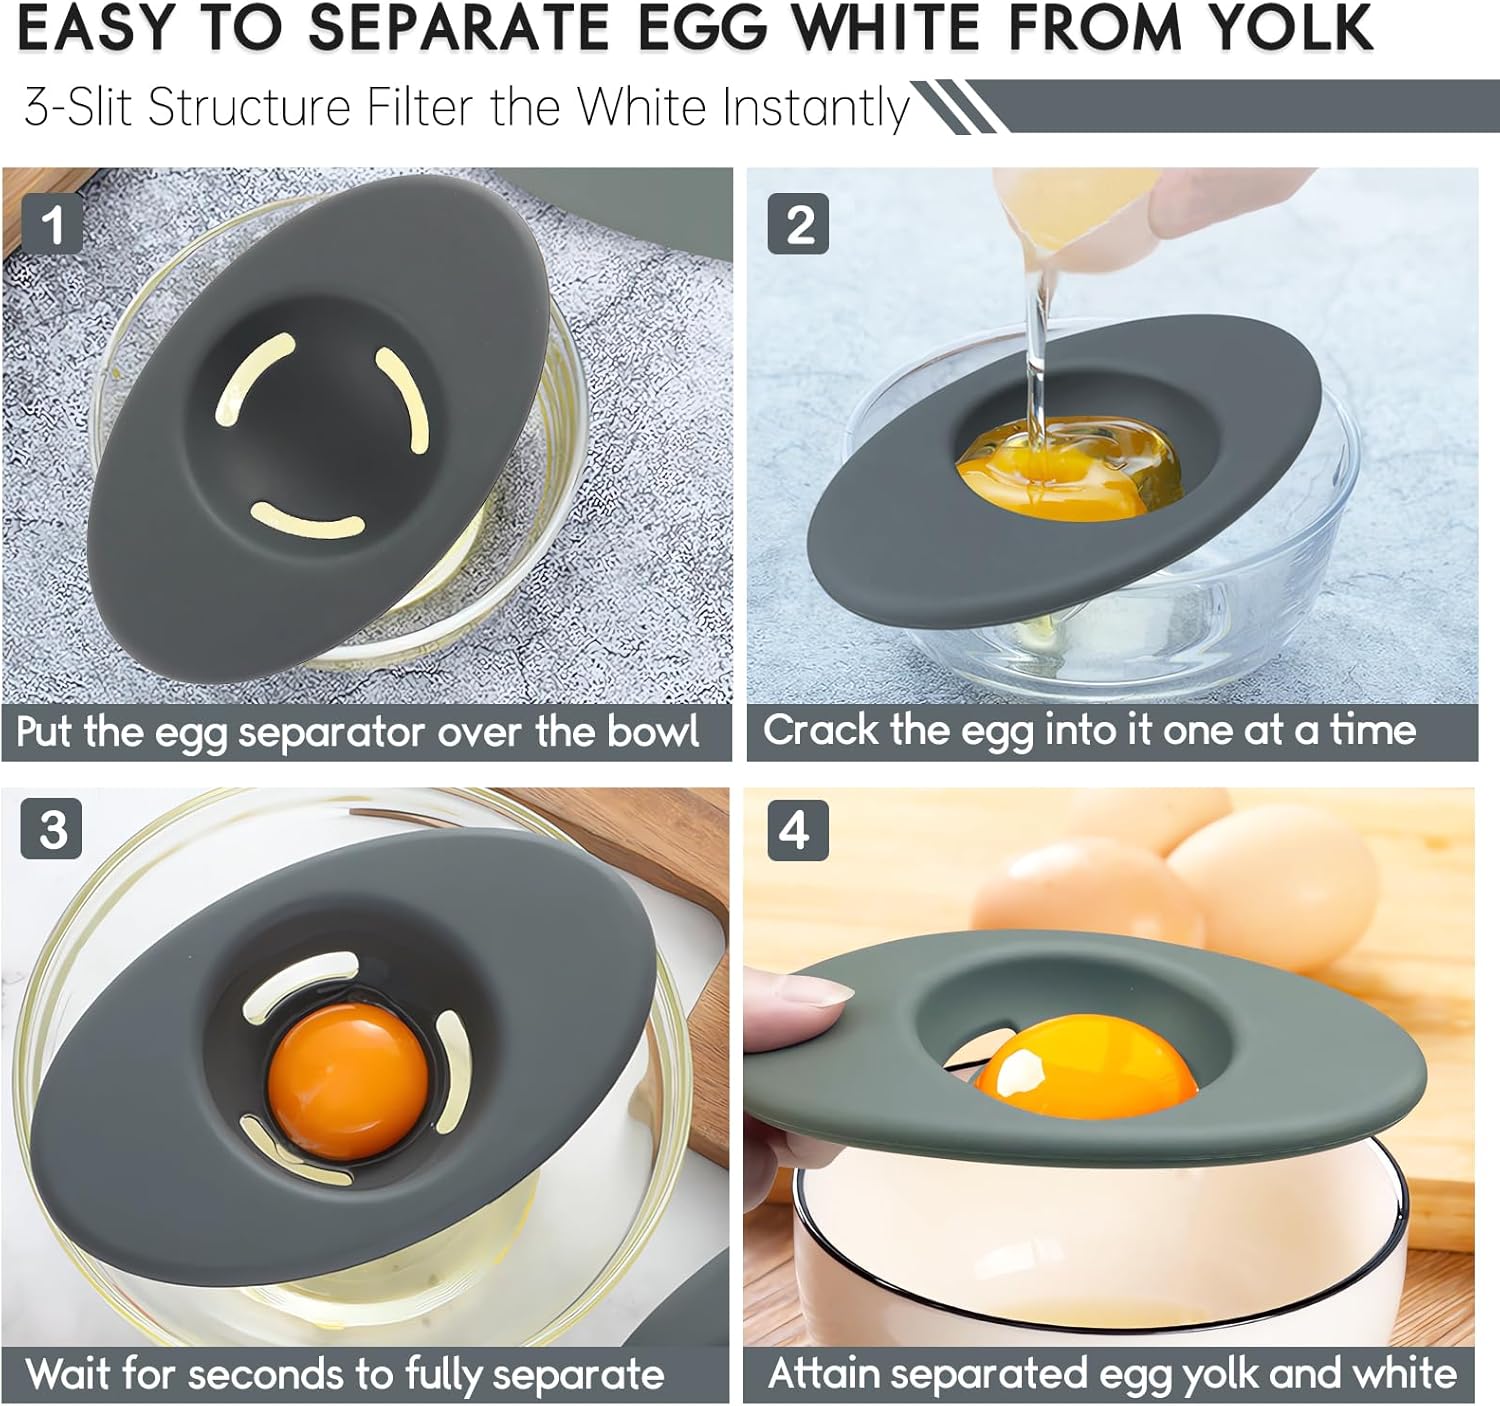 EASY TO SEPARATE EGG WHITE FROM YOLK
3-Slit Structure Filter the White Instantly
1
2
Put the egg separator over the bowl
Crack the egg into it one at a time
3
4
Wait for seconds to fully separate
Attain separated egg yolk and white